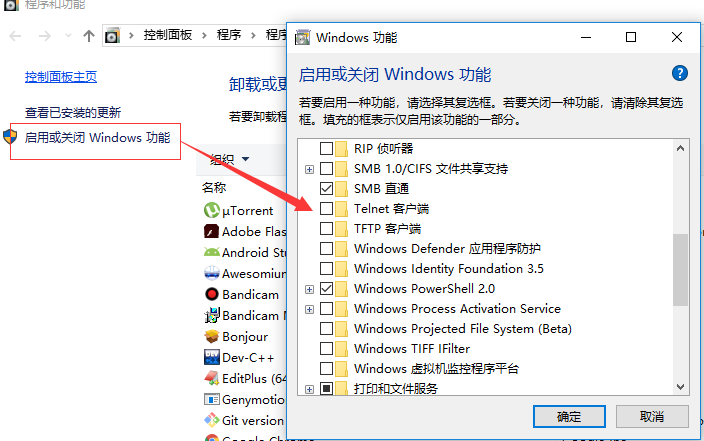 程序和功能
控制面板
程序
程序
控制面板主页
查看已安装的更新
启用或关闭 Windows 功能
卸载或更
若要卸载程
组织
名称
µTorrent
Adobe Flas
Android Stu
Awesomium
Bandicam
Bandicam M
Bonjour
Dev-C++
EditPlus (64
Genymotion
Git version
Google Chrome
Windows 功能
启用或关闭 Windows 功能
若要启用一种功能，请选择其复选框。若要关闭一种功能，请清除其复选
框。填充的框表示仅启用该功能的一部分。
RIP 侦听器
SMB 1.0/CIFS 文件共享支持
SMB 直通
Telnet 客户端
TFTP 客户端
Windows Defender 应用程序防护
Windows Identity Foundation 3.5
Windows PowerShell 2.0
Windows Process Activation Service
Windows Projected File System (Beta)
Windows TIFF IFilter
Windows 虚拟机监控程序平台
打印和文件服务
确定
取消